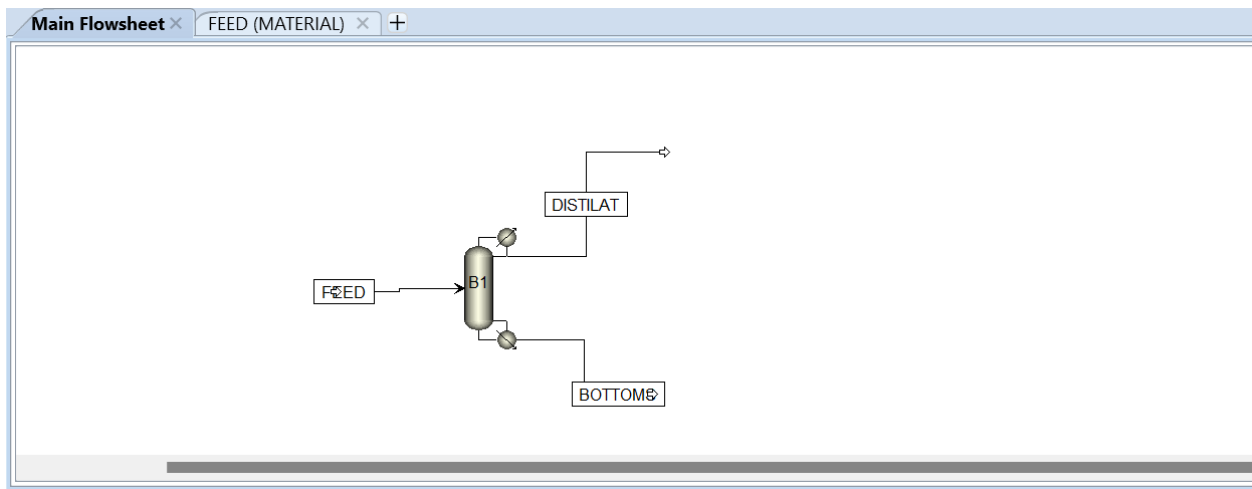 Main Flowsheet FEED (MATERIAL)
DISTILAT
B1
FEED
BOTTOMS